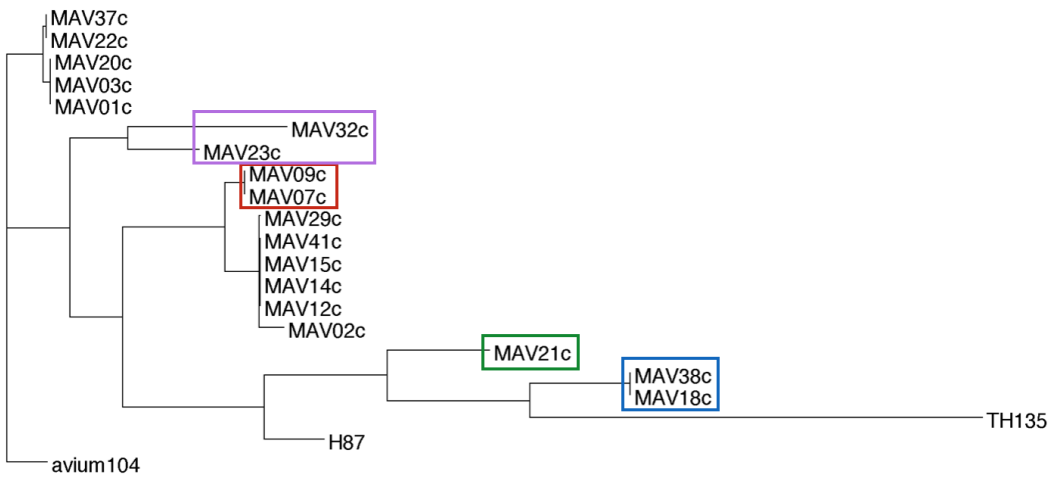 MAV37c
MAV22c
MAV20c
MAV03c
MAV01c
MAV32c
MAV23c
MAV09c
MAV07c
MAV29c
MAV41c
MAV15c
MAV14c
MAV12c
MAV02c
MAV21c
MAV38c
MAV18c
TH135
H87
avium104